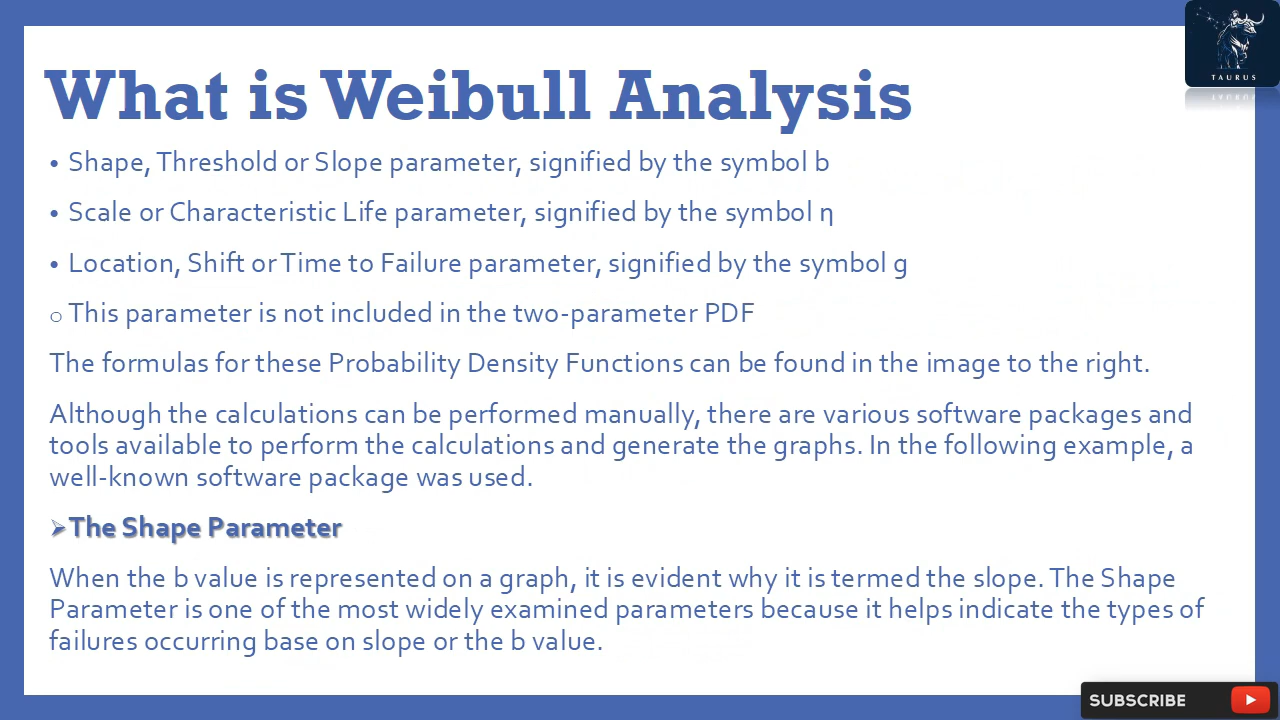 TAURUS
What is Weibull Analysis
• Shape, Threshold or Slope parameter, signified by the symbol b
• Scale or Characteristic Life parameter, signified by the symbol η
• Location, Shift or Time to Failure parameter, signified by the symbol g
o This parameter is not included in the two-parameter PDF
The formulas for these Probability Density Functions can be found in the image to the right.
Although the calculations can be performed manually, there are various software packages and
tools available to perform the calculations and generate the graphs. In the following example, a
well-known software package was used.
➢The Shape Parameter
When the b value is represented on a graph, it is evident why it is termed the slope. The Shape
Parameter is one of the most widely examined parameters because it helps indicate the types of
failures occurring base on slope or the b value.
SUBSCRIBE